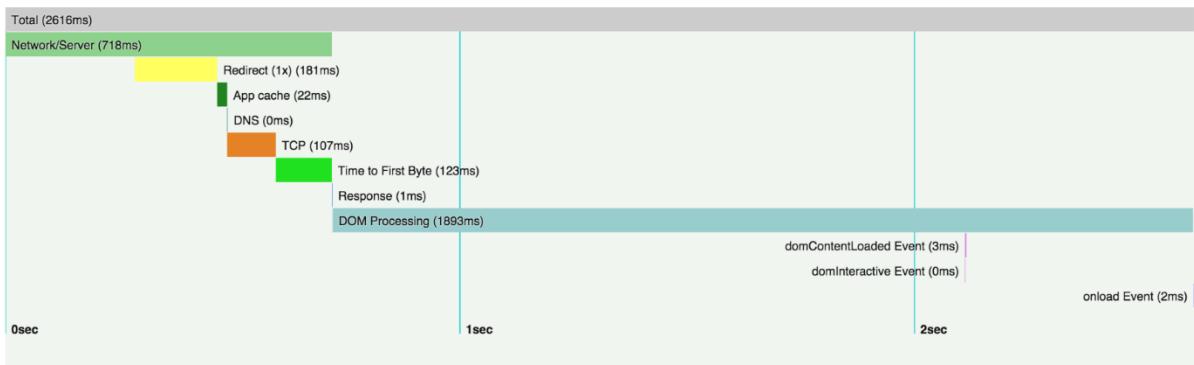 Total (2616ms)
Network/Server (718ms)
Redirect (1x) (181ms)
App cache (22ms)
DNS (0ms)
TCP (107ms)
Time to First Byte (123ms)
Response (1ms)
DOM Processing (1893ms)
domContentLoaded Event (3ms)
domInteractive Event (0ms)
onload Event (2ms)
0sec 1sec 2sec